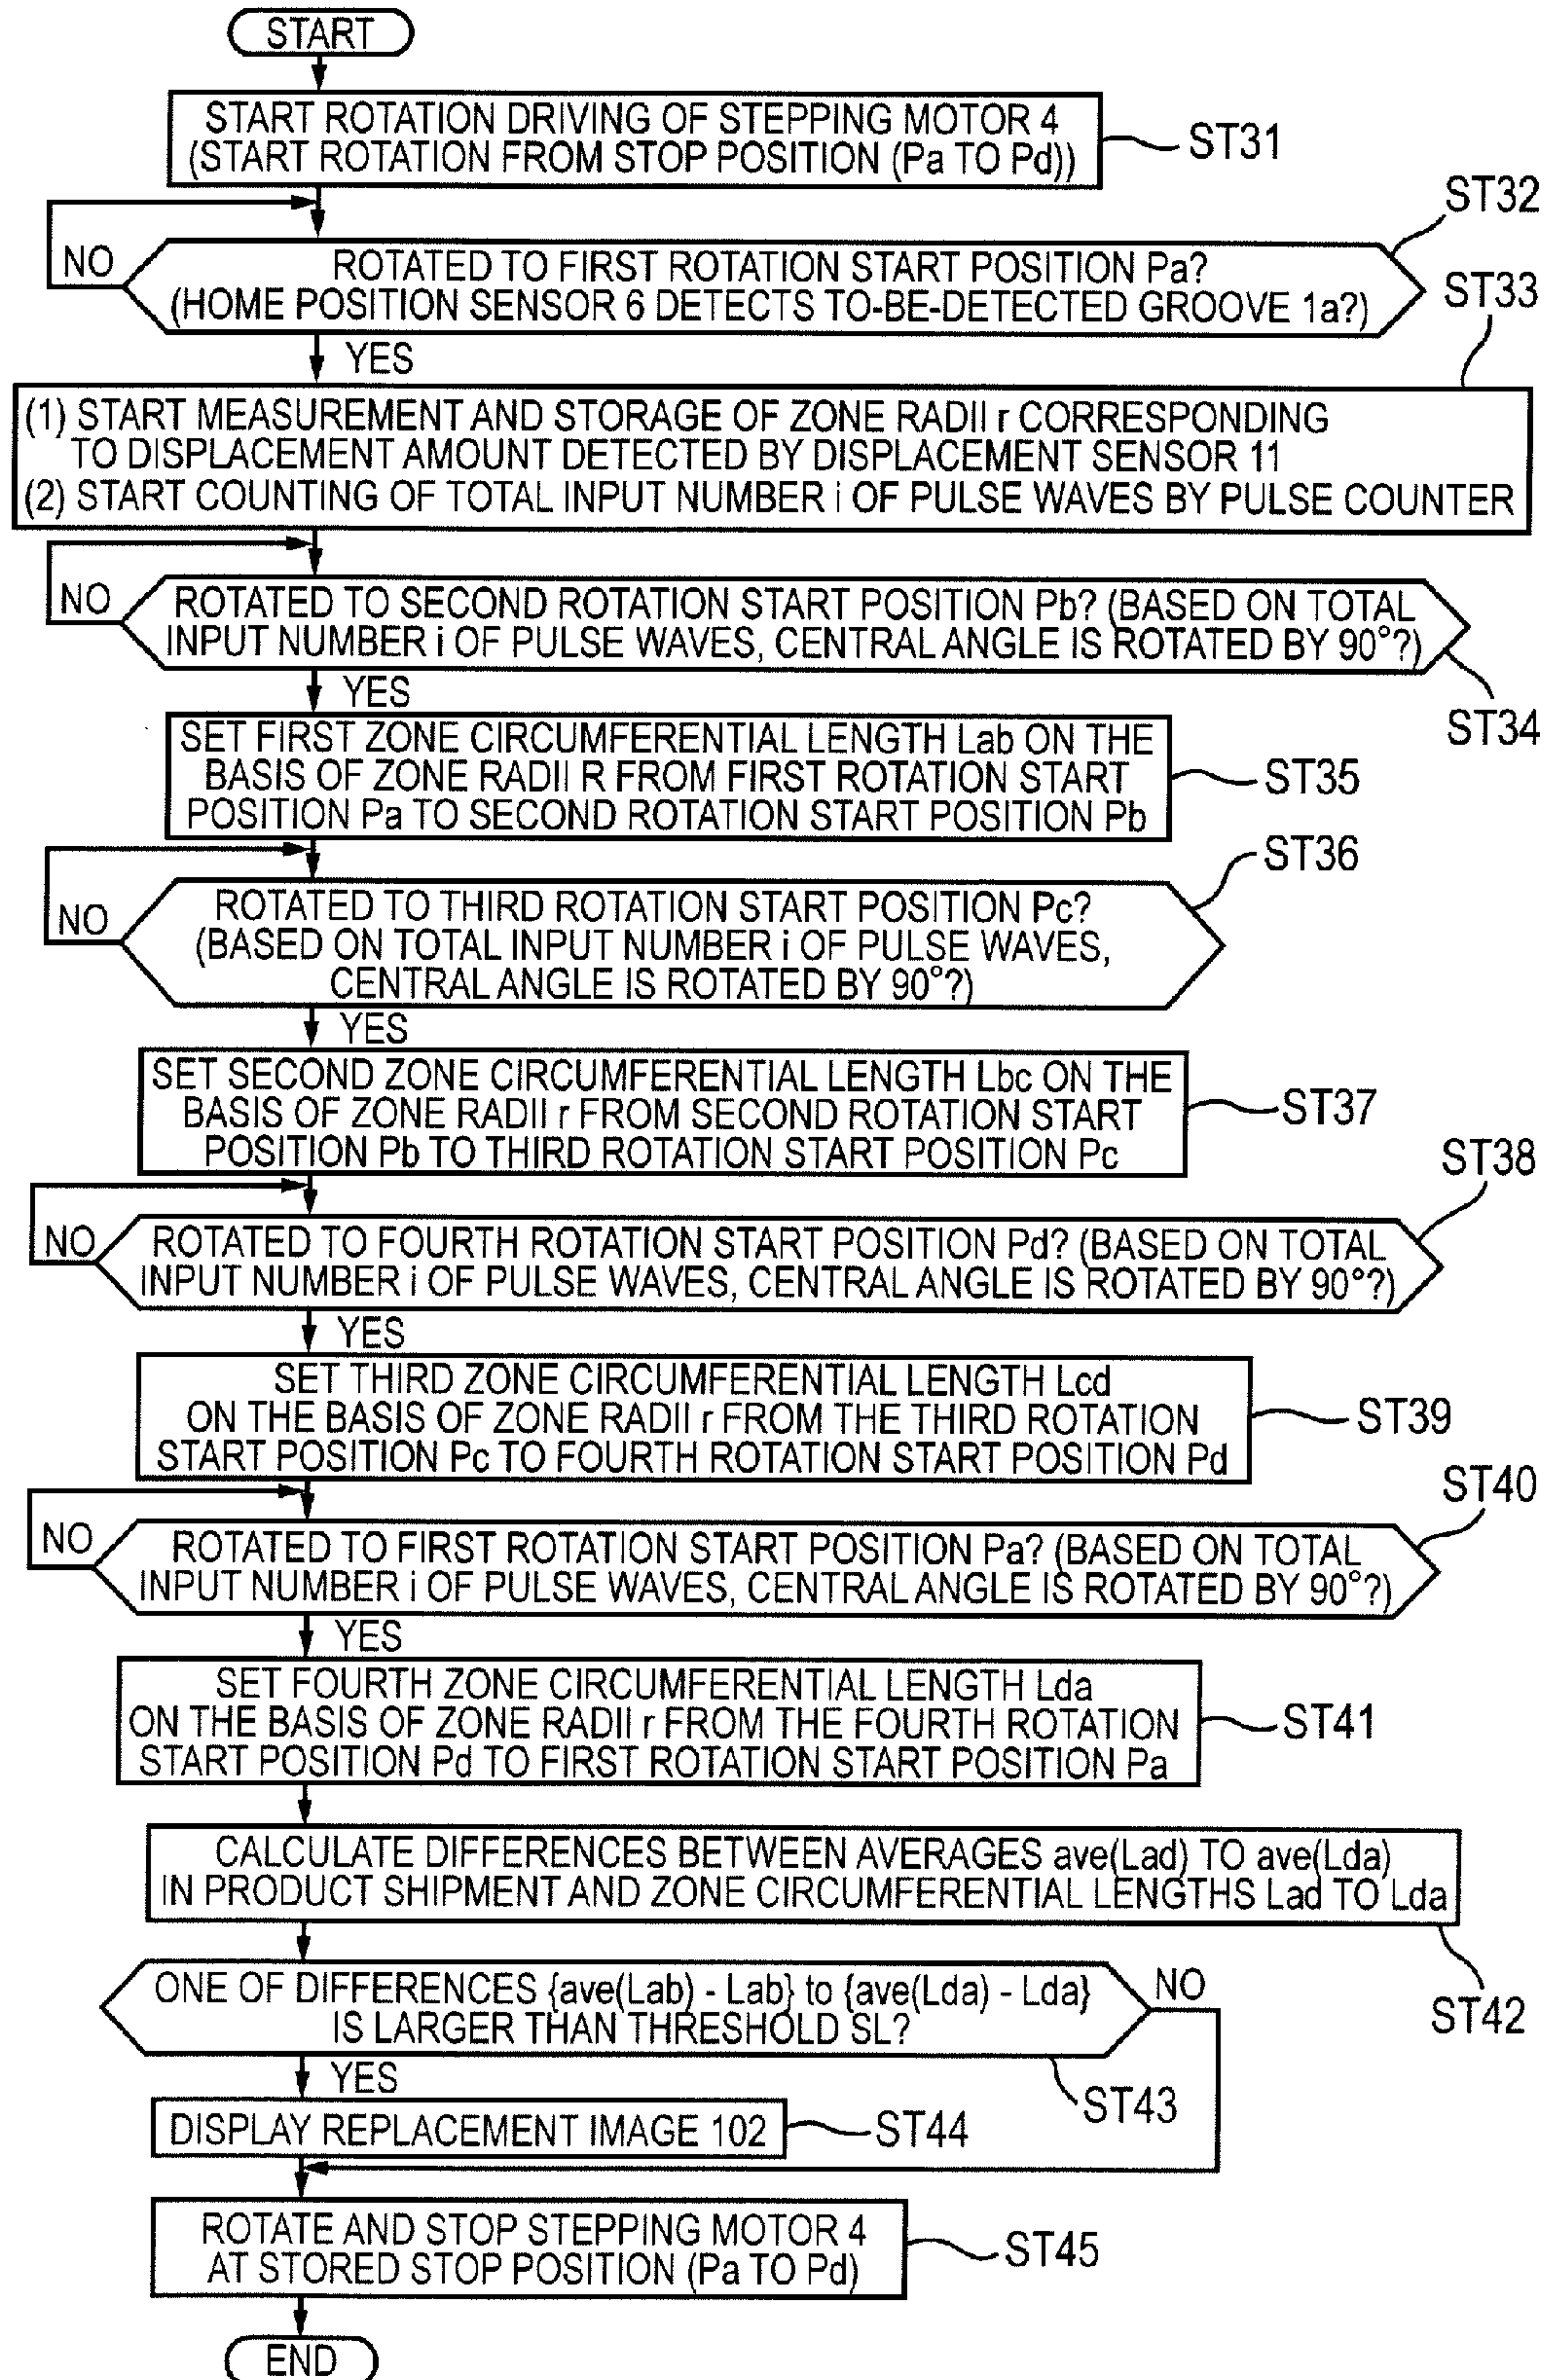 START
START ROTATION DRIVING OF STEPPING MOTOR 4
(START ROTATION FROM STOP POSITION (Pa TO Pd))
ST31
ST32
NO
ROTATED TO FIRST ROTATION START POSITION Pa?
(HOME POSITION SENSOR 6 DETECTS TO-BE-DETECTED GROOVE 1a?)
ST33
YES
(1) START MEASUREMENT AND STORAGE OF ZONE RADII r CORRESPONDING
TO DISPLACEMENT AMOUNT DETECTED BY DISPLACEMENT SENSOR 11
(2) START COUNTING OF TOTAL INPUT NUMBER i OF PULSE WAVES BY PULSE COUNTER
NO
ROTATED TO SECOND ROTATION START POSITION Pb? (BASED ON TOTAL
INPUT NUMBER i OF PULSE WAVES, CENTRAL ANGLE IS ROTATED BY 90°?)
YES
ST34
SET FIRST ZONE CIRCUMFERENTIAL LENGTH Lab ON THE
BASIS OF ZONE RADII R FROM FIRST ROTATION START
POSITION Pa TO SECOND ROTATION START POSITION Pb
ST35
ST36
NO
ROTATED TO THIRD ROTATION START POSITION Pc?
(BASED ON TOTAL INPUT NUMBER i OF PULSE WAVES,
CENTRAL ANGLE IS ROTATED BY 90°?)
YES
SET SECOND ZONE CIRCUMFERENTIAL LENGTH Lbc ON THE
BASIS OF ZONE RADII r FROM SECOND ROTATION START
POSITION Pb TO THIRD ROTATION START POSITION Pc
ST37
ST38
NO
ROTATED TO FOURTH ROTATION START POSITION Pd? (BASED ON TOTAL
INPUT NUMBER i OF PULSE WAVES, CENTRAL ANGLE IS ROTATED BY 90°?)
YES
SET THIRD ZONE CIRCUMFERENTIAL LENGTH Lcd
ON THE BASIS OF ZONE RADII r FROM THE THIRD ROTATION
START POSITION Pc TO FOURTH ROTATION START POSITION Pd
ST39
ST40
NO
ROTATED TO FIRST ROTATION START POSITION Pa? (BASED ON TOTAL
INPUT NUMBER i OF PULSE WAVES, CENTRAL ANGLE IS ROTATED BY 90°?)
YES
SET FOURTH ZONE CIRCUMFERENTIAL LENGTH Lda
ON THE BASIS OF ZONE RADII r FROM THE FOURTH ROTATION
START POSITION Pd TO FIRST ROTATION START POSITION Pa
ST41
CALCULATE DIFFERENCES BETWEEN AVERAGES ave(Lad) TO ave(Lda)
IN PRODUCT SHIPMENT AND ZONE CIRCUMFERENTIAL LENGTHS Lad TO Lda
ST42
ONE OF DIFFERENCES {ave(Lab) - Lab} to {ave(Lda) - Lda}
IS LARGER THAN THRESHOLD SL?
NO
YES
ST43
DISPLAY REPLACEMENT IMAGE 102
ST44
ROTATE AND STOP STEPPING MOTOR 4
AT STORED STOP POSITION (Pa TO Pd)
ST45
END